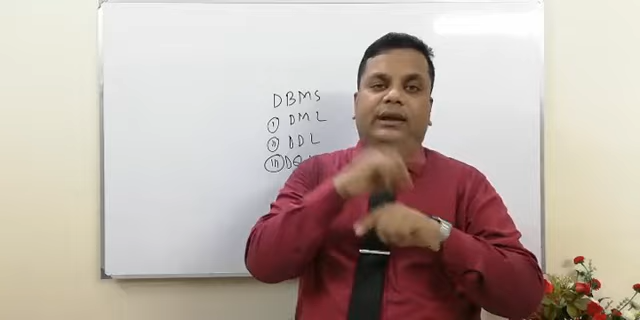 DBMS
(i) DML
(ii) DDL
(iii)